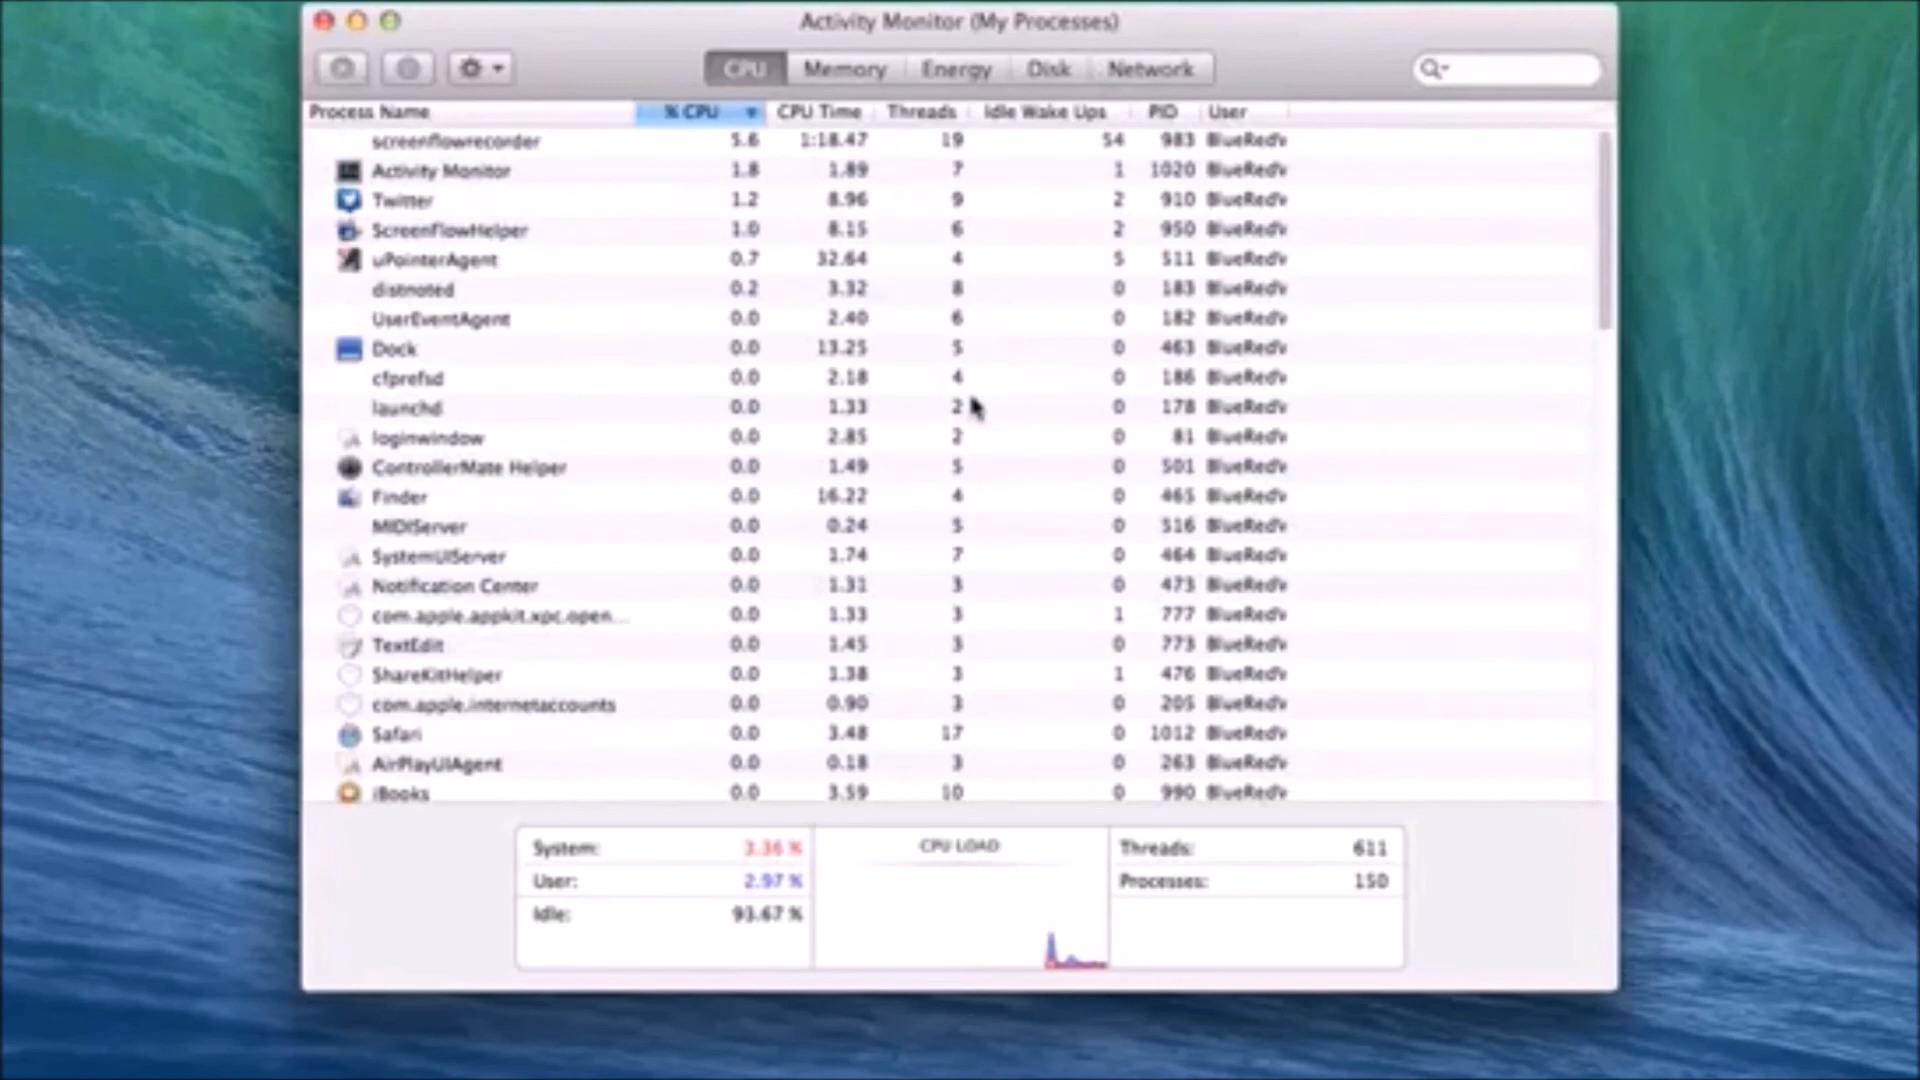 Activity Monitor (My Processes)
CPU Memory Energy Disk Network
Process Name % CPU CPU Time Threads Idle Wake Ups PID User
screenflowrecorder 5.6 1:18.47 19 54 983 BlueRedV
Activity Monitor 1.8 1.89 7 1 1020 BlueRedV
Twitter 1.2 8.96 9 2 910 BlueRedV
ScreenFlowHelper 1.0 8.15 6 2 950 BlueRedV
uPointerAgent 0.7 32.64 4 5 511 BlueRedV
distnoted 0.2 3.32 8 0 183 BlueRedV
UserEventAgent 0.0 2.40 6 0 182 BlueRedV
Dock 0.0 13.25 5 0 463 BlueRedV
cfprefsd 0.0 2.18 4 0 186 BlueRedV
launchd 0.0 1.33 2 0 178 BlueRedV
loginwindow 0.0 2.85 2 0 81 BlueRedV
ControllerMate Helper 0.0 1.49 5 0 501 BlueRedV
Finder 0.0 16.22 4 0 465 BlueRedV
MIDIServer 0.0 0.24 5 0 516 BlueRedV
SystemUIServer 0.0 1.74 7 0 464 BlueRedV
Notification Center 0.0 1.31 3 0 473 BlueRedV
com.apple.appkit.xpc.open... 0.0 1.33 3 1 777 BlueRedV
TextEdit 0.0 1.45 3 0 773 BlueRedV
ShareKitHelper 0.0 1.38 3 1 476 BlueRedV
com.apple.internetaccounts 0.0 0.90 3 0 205 BlueRedV
Safari 0.0 3.48 17 0 1012 BlueRedV
AirPlayUIAgent 0.0 0.18 3 0 263 BlueRedV
iBooks 0.0 3.59 10 0 990 BlueRedV
System: 3.36 % CPU LOAD Threads: 611
User: 2.97 % Processes: 150
Idle: 93.67 %